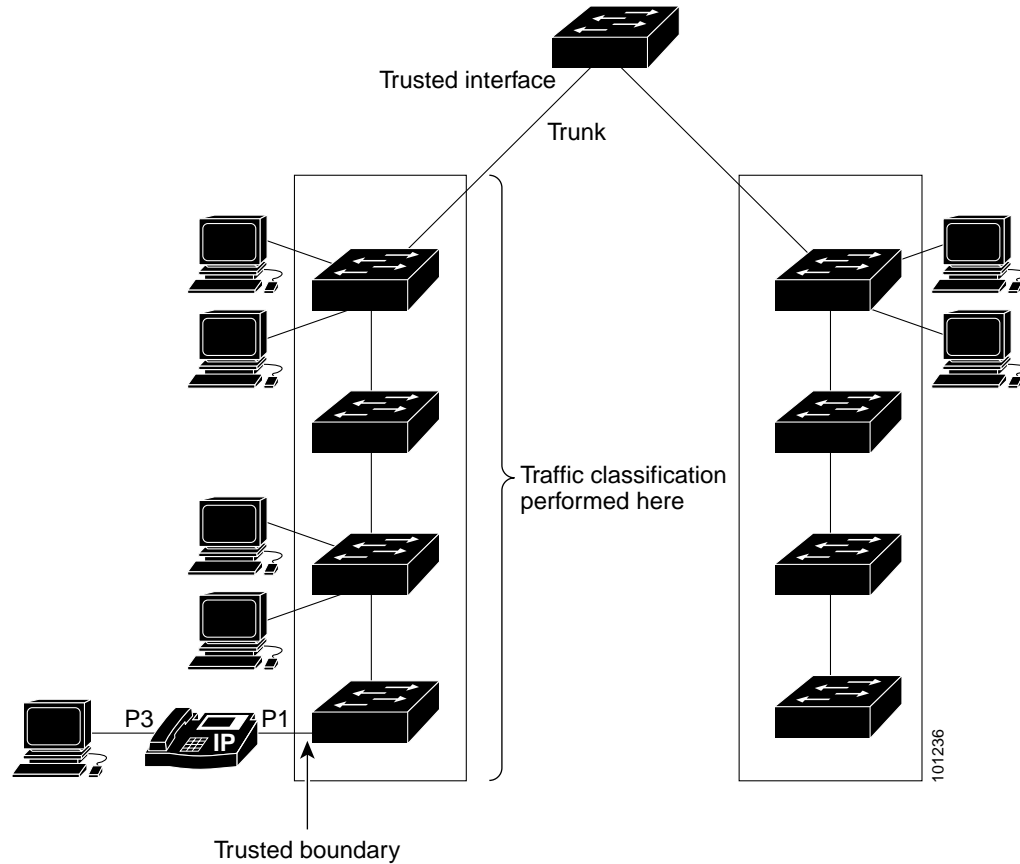 Trusted interface
Trunk
Traffic classification
performed here
P3
IP
P1
101236
Trusted boundary